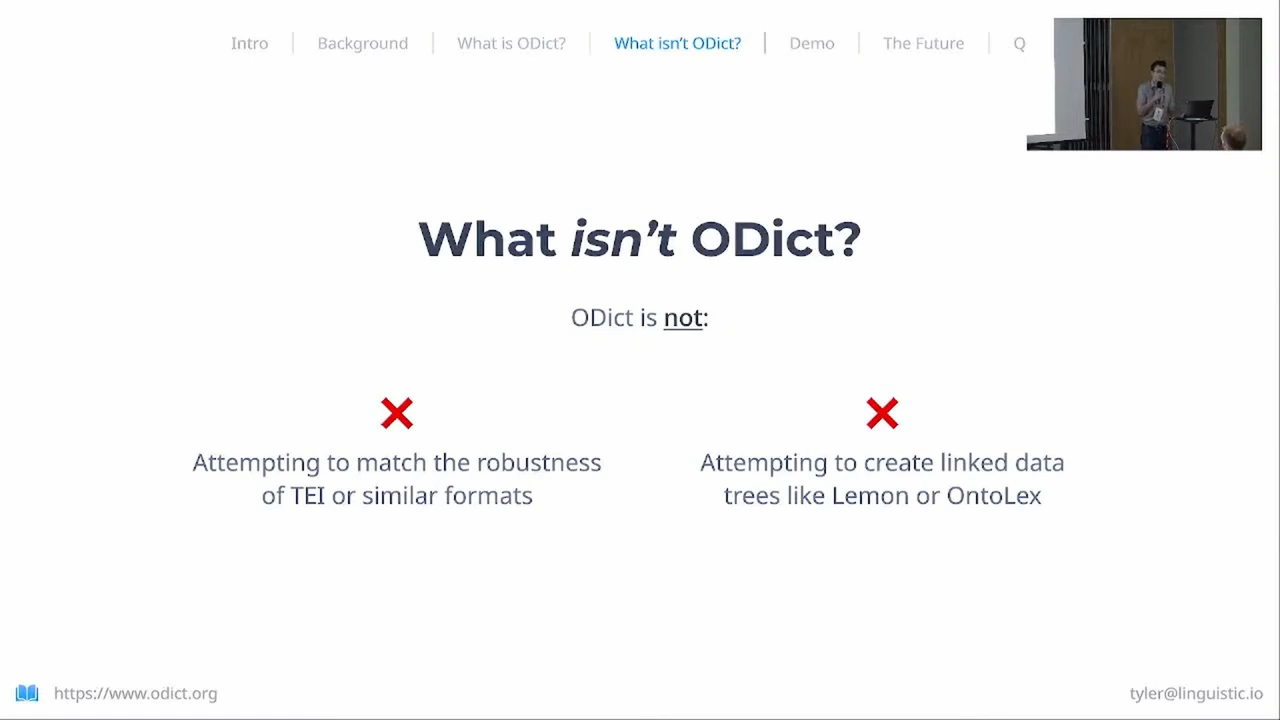 Intro
Background
What is ODict?
What isn’t ODict?
Demo
The Future
Q
What isn’t ODict?
ODict is not:
Attempting to match the robustness
of TEI or similar formats
Attempting to create linked data
trees like Lemon or OntoLex
https://www.odict.org
tyler@linguistic.io